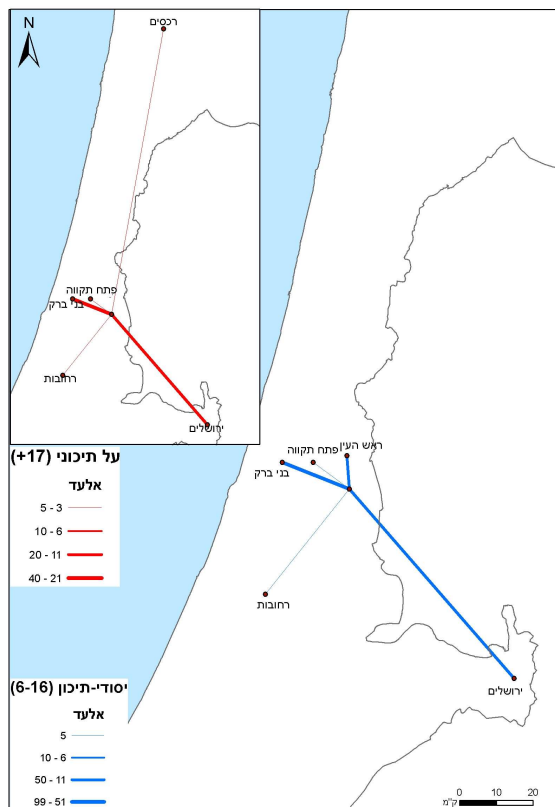 N
רכסים
פתח תקווה
בני ברק
רחובות
ירושלים
על תיכוני (17+)
אלעד
5 - 3
10 - 6
20 - 11
40 - 21
ראש העין
פתח תקווה
בני ברק
רחובות
ירושלים
יסודי-תיכון (6-16)
אלעד
5
10 - 6
50 - 11
99 - 51
0 10 20
ק"מ